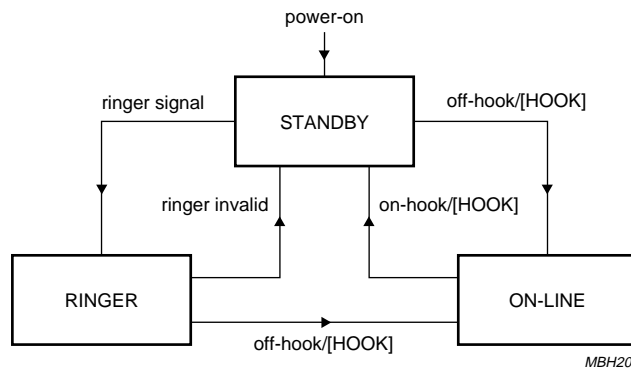 power-on
ringer signal
off-hook/[HOOK]
STANDBY
ringer invalid
on-hook/[HOOK]
RINGER
ON-LINE
off-hook/[HOOK]
MBH20